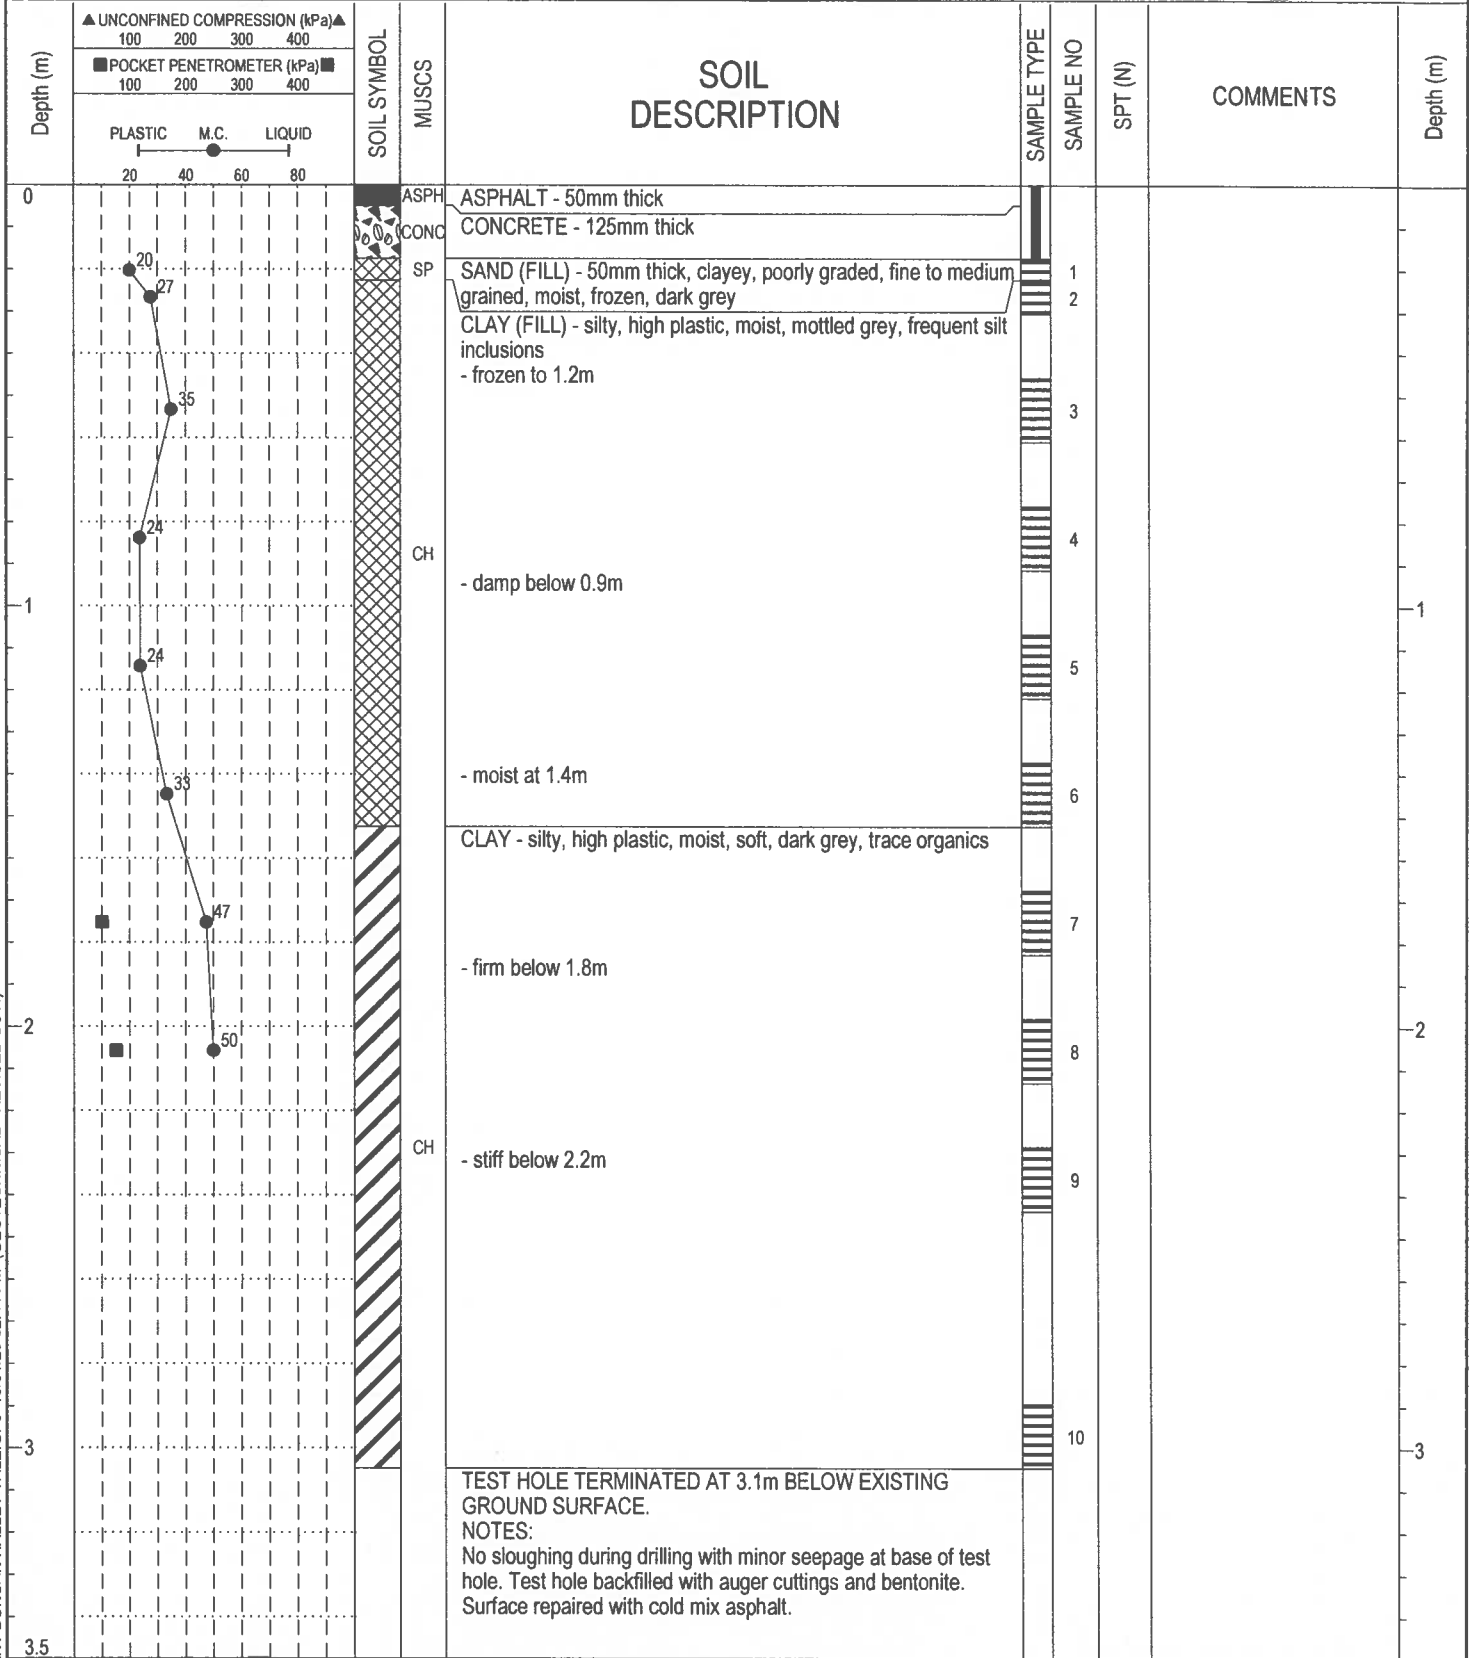 ▲ UNCONFINED COMPRESSION (kPa) ▲
100 200 300 400
■ POCKET PENETROMETER (kPa) ■
100 200 300 400
PLASTIC M.C. LIQUID
20 40 60 80
Depth (m)
SOIL SYMBOL
MUSCS
SOIL
DESCRIPTION
SAMPLE TYPE
SAMPLE NO
SPT (N)
COMMENTS
Depth (m)
0
ASPH
ASPHALT - 50mm thick
CONC
CONCRETE - 125mm thick
20
SP
SAND (FILL) - 50mm thick, clayey, poorly graded, fine to medium
grained, moist, frozen, dark grey
1
27
2
CLAY (FILL) - silty, high plastic, moist, mottled grey, frequent silt
inclusions
- frozen to 1.2m
35
3
24
4
CH
- damp below 0.9m
1
1
24
5
- moist at 1.4m
33
6
CLAY - silty, high plastic, moist, soft, dark grey, trace organics
47
7
- firm below 1.8m
2
2
50
8
CH
- stiff below 2.2m
9
10
3
3
TEST HOLE TERMINATED AT 3.1m BELOW EXISTING
GROUND SURFACE.
NOTES:
No sloughing during drilling with minor seepage at base of test
hole. Test hole backfilled with auger cuttings and bentonite.
Surface repaired with cold mix asphalt.
3.5